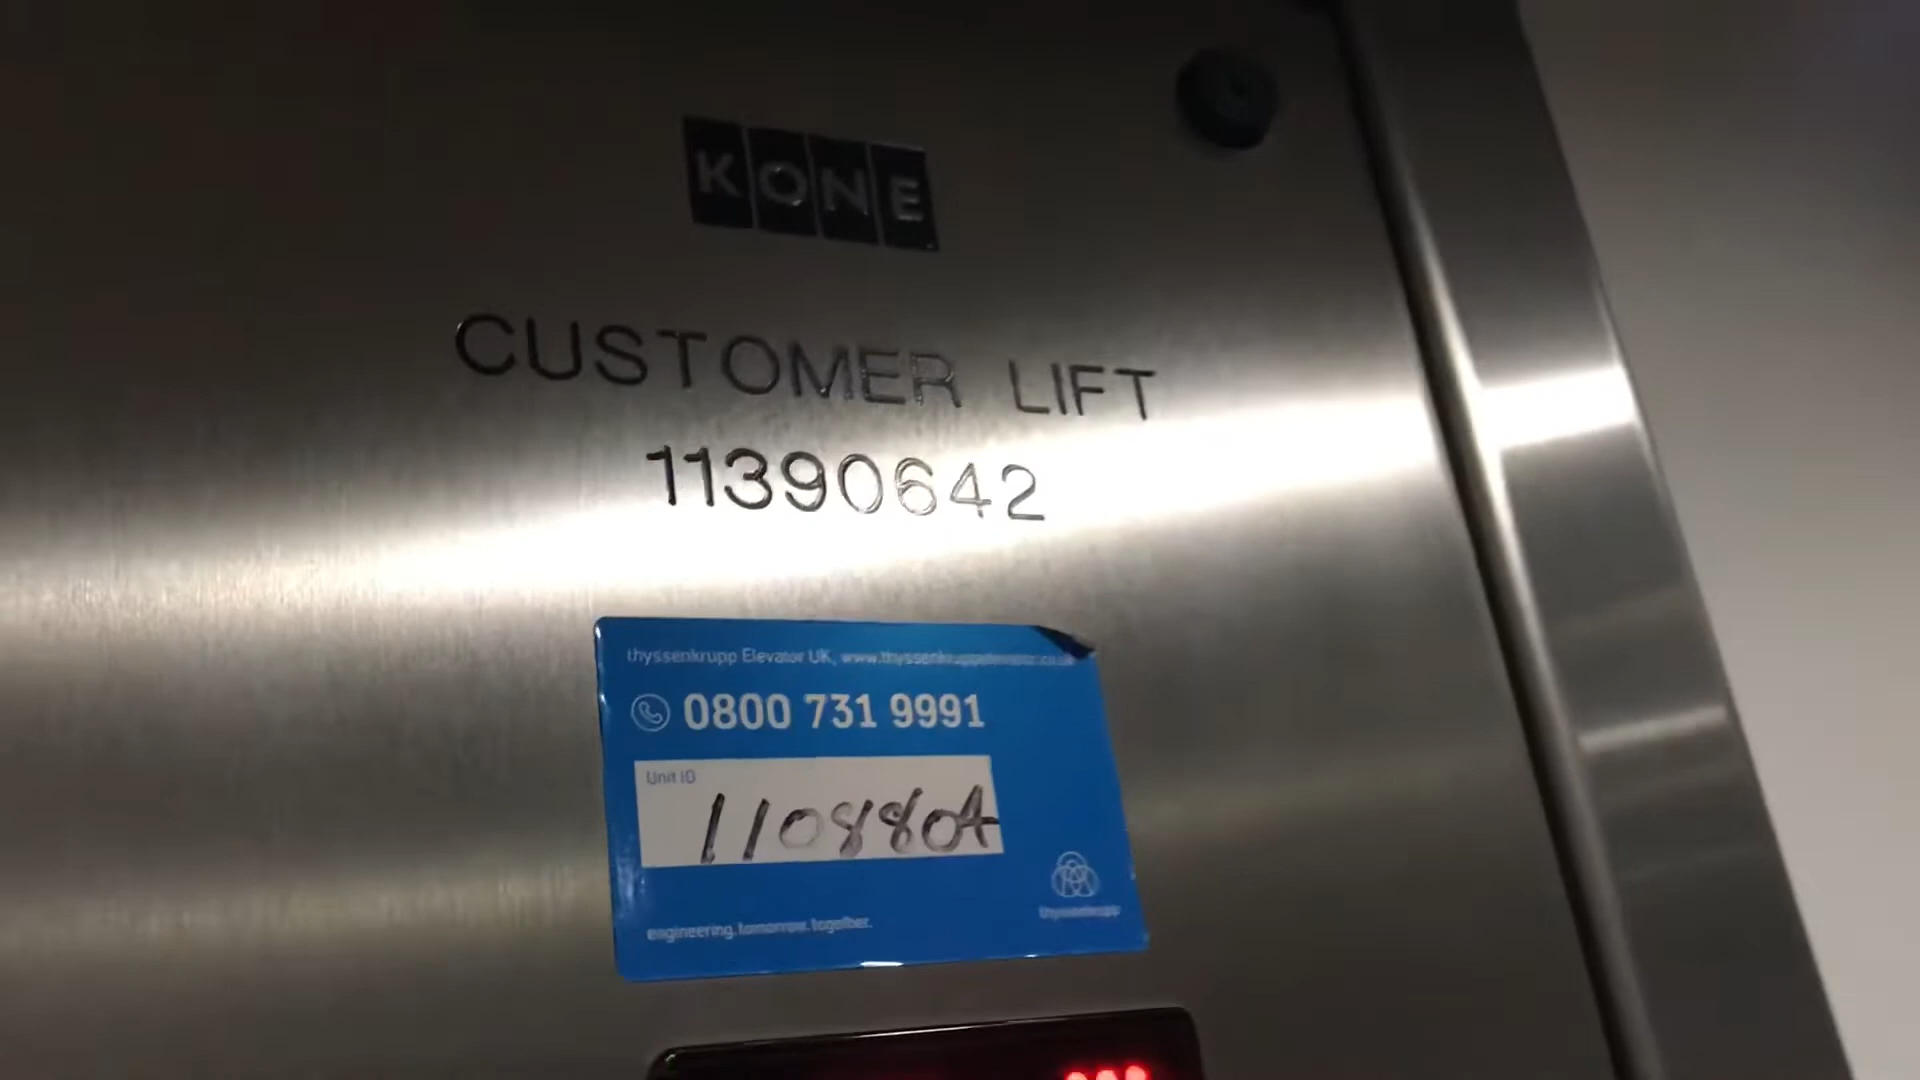 KONE
CUSTOMER LIFT
11390642
thyssenkrupp Elevator UK, www.thyssenkruppelevator.co.uk
0800 731 9991
Unit ID
110880A
engineering.tomorrow.together.
thyssenkrupp